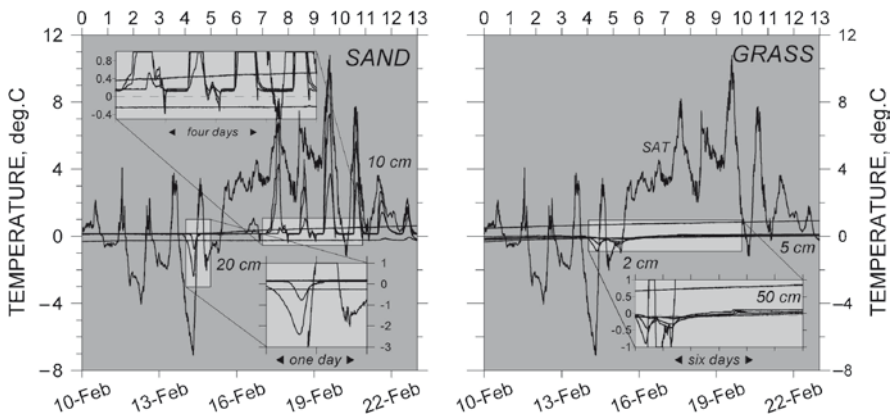 0 1 2 3 4 5 6 7 8 9 10 11 12 13
SAND
TEMPERATURE, deg.C
12
8
4
0
−4
−8
0.8
0.4
0
-0.4
◄ four days ►
10 cm
20 cm
1
0
-1
-2
-3
◄ one day ►
10-Feb 13-Feb 16-Feb 19-Feb 22-Feb
0 1 2 3 4 5 6 7 8 9 10 11 12 13
GRASS
SAT
5 cm
2 cm
50 cm
1
0.5
0
-0.5
-1
◄ six days ►
12
8
4
0
−4
−8
TEMPERATURE, deg.C
10-Feb 13-Feb 16-Feb 19-Feb 22-Feb